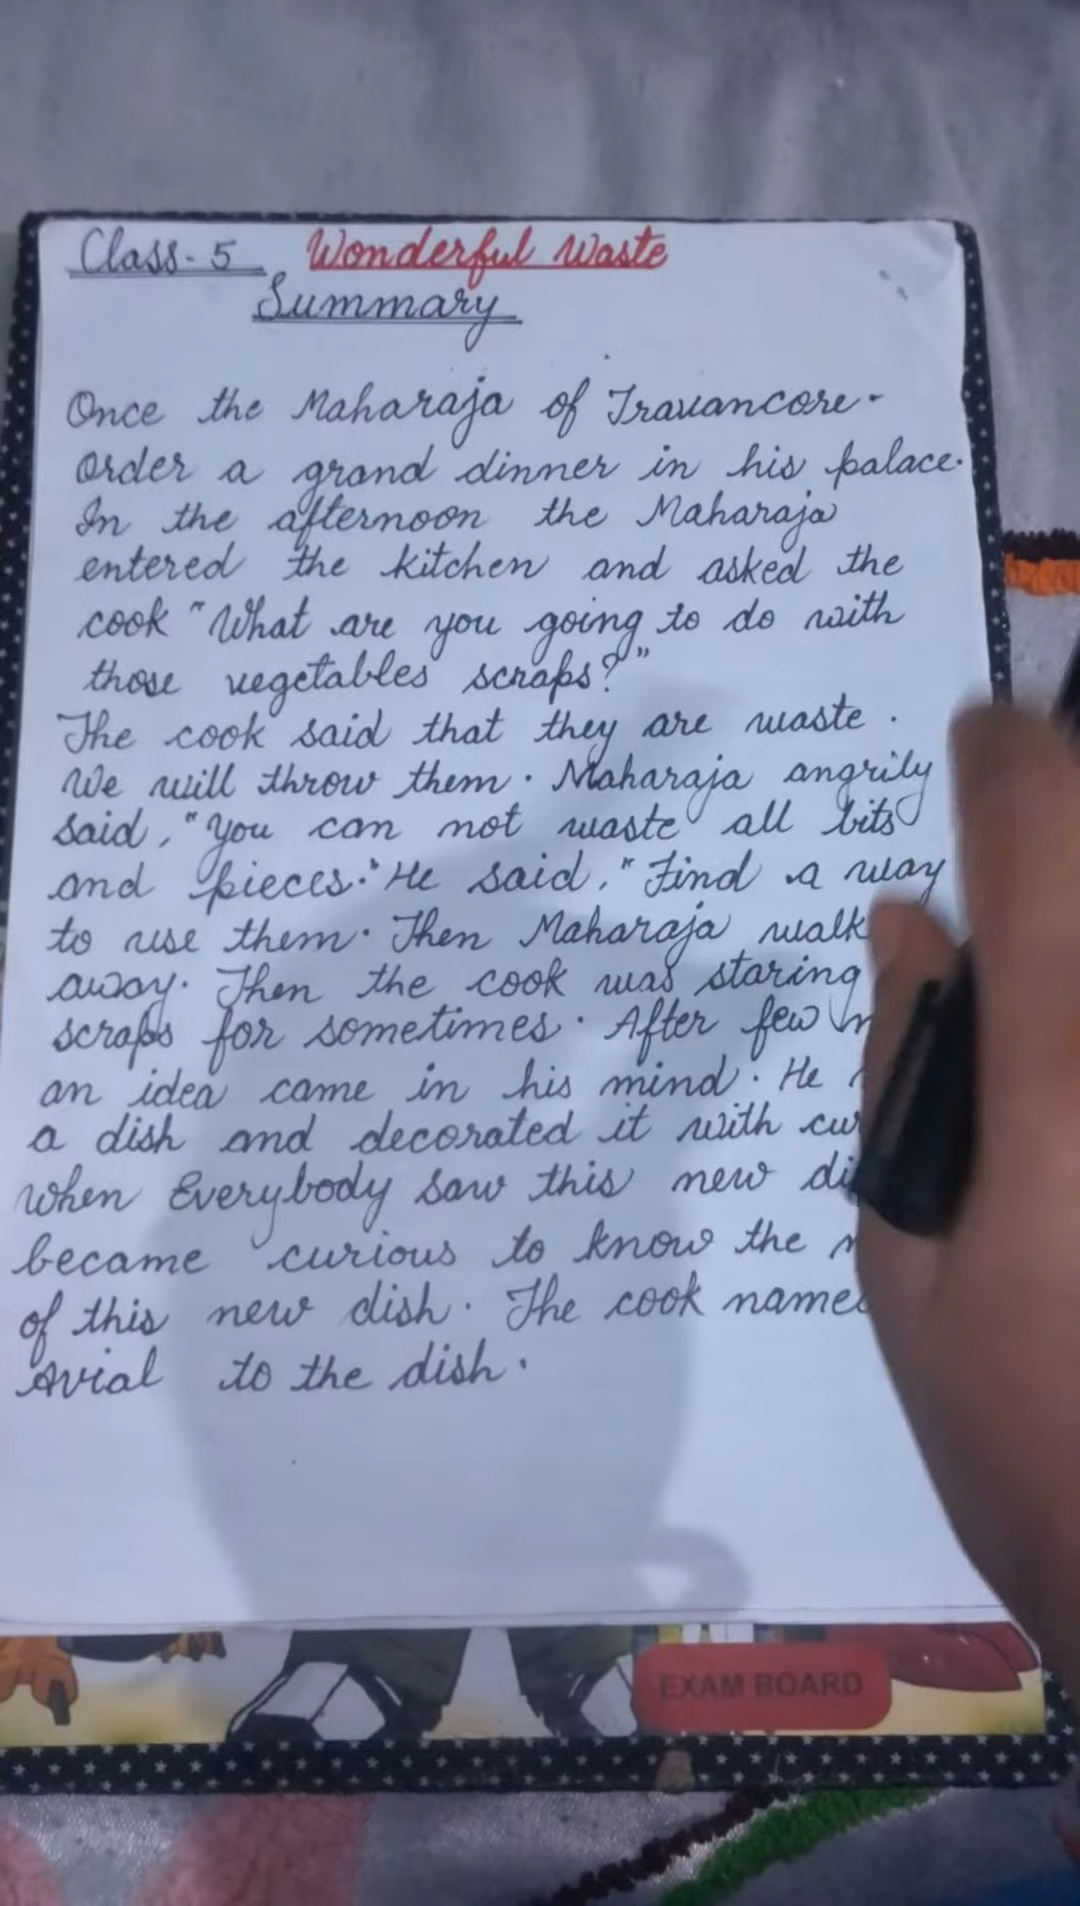 Class-5 Wonderful Waste
Summary
Once the Maharaja of Travancore-
order a grand dinner in his palace.
In the afternoon the Maharaja
entered the kitchen and asked the
cook "What are you going to do with
those vegetables scraps?"
The cook said that they are waste.
We will throw them. Maharaja angrily
said, "You can not waste all bits
and pieces." He said, "Find a way
to use them. Then Maharaja walk
away. Then the cook was staring
scraps for sometimes. After few
an idea came in his mind. He
a dish and decorated it with
when Everybody saw this new
became curious to know the
of this new dish. The cook
Avial to the dish.
EXAM BOARD